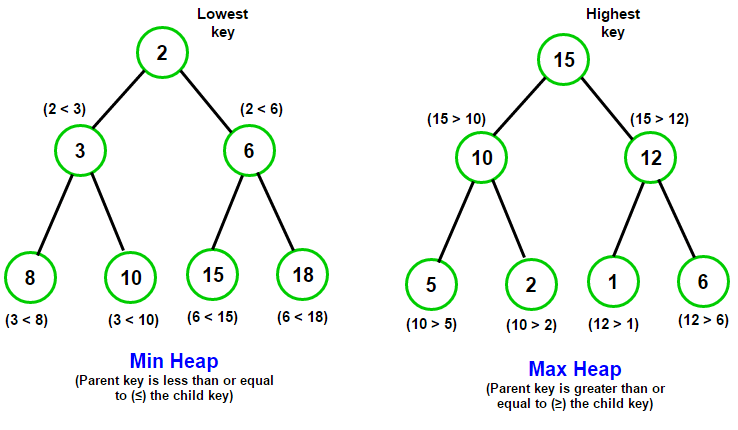 Lowest
key
2
(2 < 3)
(2 < 6)
3
6
8
10
15
18
(3 < 8)
(3 < 10)
(6 < 15)
(6 < 18)
Min Heap
(Parent key is less than or equal
to (≤) the child key)
Highest
key
15
(15 > 10)
(15 > 12)
10
12
5
2
1
6
(10 > 5)
(10 > 2)
(12 > 1)
(12 > 6)
Max Heap
(Parent key is greater than or
equal to (≥) the child key)